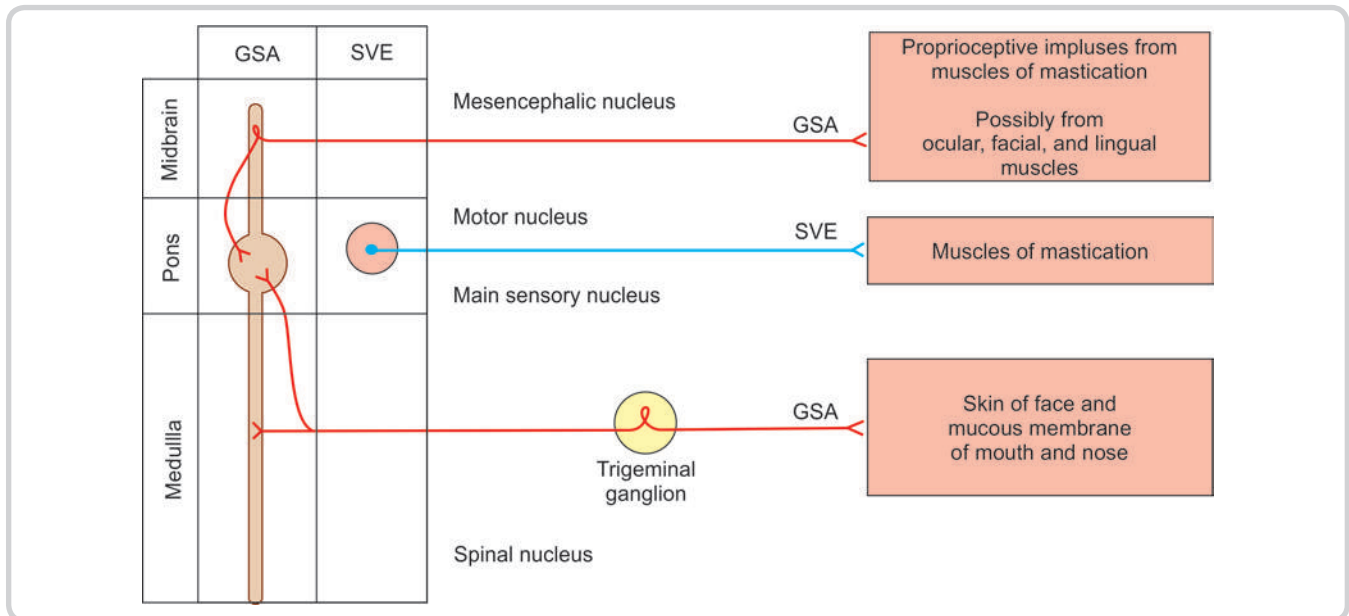 GSA
SVE
Midbrain
Pons
Medullla
Mesencephalic nucleus
GSA
Proprioceptive impluses from
muscles of mastication
Possibly from
ocular, facial, and lingual
muscles
Motor nucleus
SVE
Muscles of mastication
Main sensory nucleus
GSA
Skin of face and
mucous membrane
of mouth and nose
Trigeminal
ganglion
Spinal nucleus